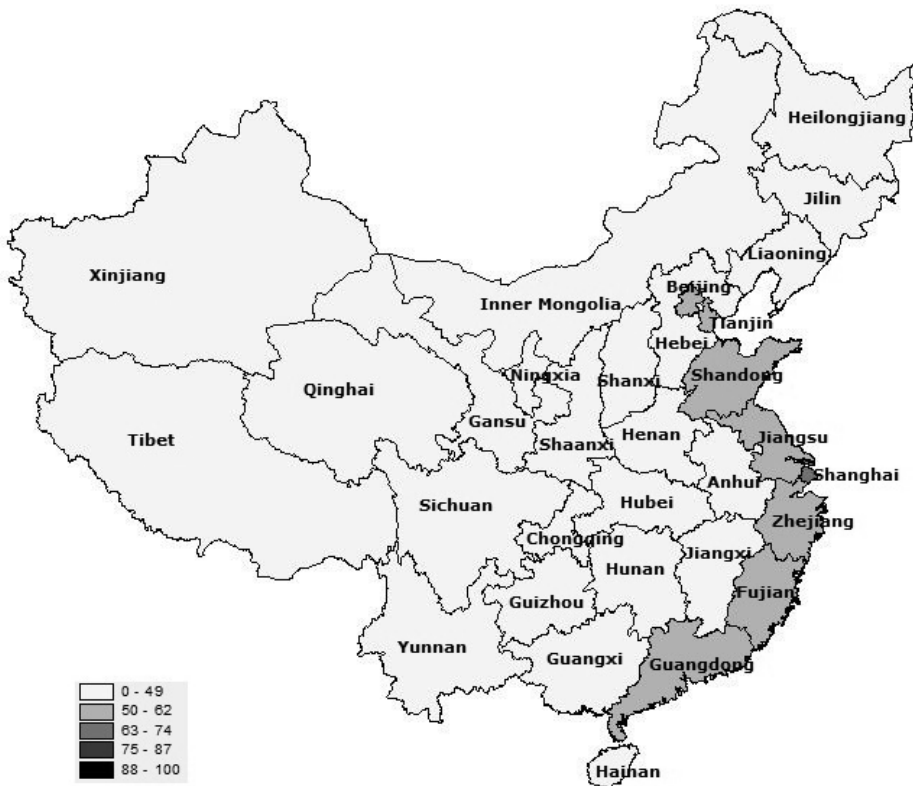 Heilongjiang
Jilin
Liaoning
Xinjiang
Beijing
Inner Mongolia
Tianjin
Hebei
Ningxia
Shanxi
Shandong
Qinghai
Gansu
Tibet
Shaanxi
Henan
Jiangsu
Shanghai
Anhui
Sichuan
Hubei
Zhejiang
Chongqing
Jiangxi
Hunan
Fujian
Guizhou
Yunnan
Guangxi
Guangdong
0 - 49
50 - 62
63 - 74
75 - 87
88 - 100
Hainan